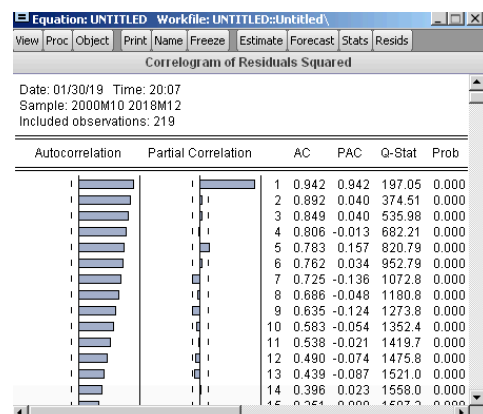 Equation: UNTITLED Workfile: UNTITLED::Untitled\
View Proc Object Print Name Freeze Estimate Forecast Stats Resids
Correlogram of Residuals Squared
Date: 01/30/19 Time: 20:07
Sample: 2000M10 2018M12
Included observations: 219
Autocorrelation Partial Correlation AC PAC Q-Stat Prob
1 0.942 0.942 197.05 0.000
2 0.892 0.040 374.51 0.000
3 0.849 0.040 535.98 0.000
4 0.806 -0.013 682.21 0.000
5 0.783 0.157 820.79 0.000
6 0.762 0.034 952.79 0.000
7 0.725 -0.136 1072.8 0.000
8 0.686 -0.048 1180.8 0.000
9 0.635 -0.124 1273.8 0.000
10 0.583 -0.054 1352.4 0.000
11 0.538 -0.021 1419.7 0.000
12 0.490 -0.074 1475.8 0.000
13 0.439 -0.087 1521.0 0.000
14 0.396 0.023 1558.0 0.000